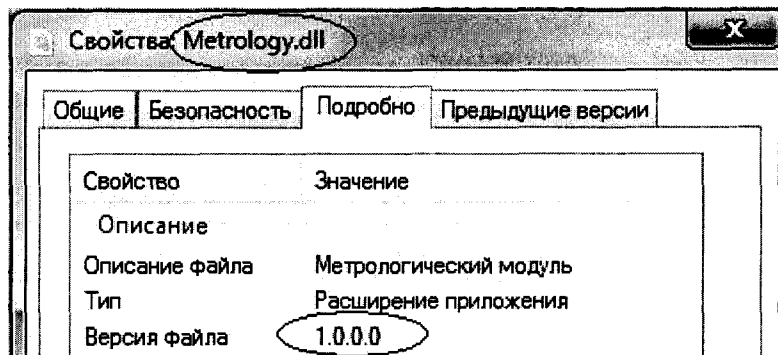 Свойства: Metrology.dll
Общие Безопасность Подробно Предыдущие версии
Свойство Значение
Описание
Описание файла Метрологический модуль
Тип Расширение приложения
Версия файла 1.0.0.0